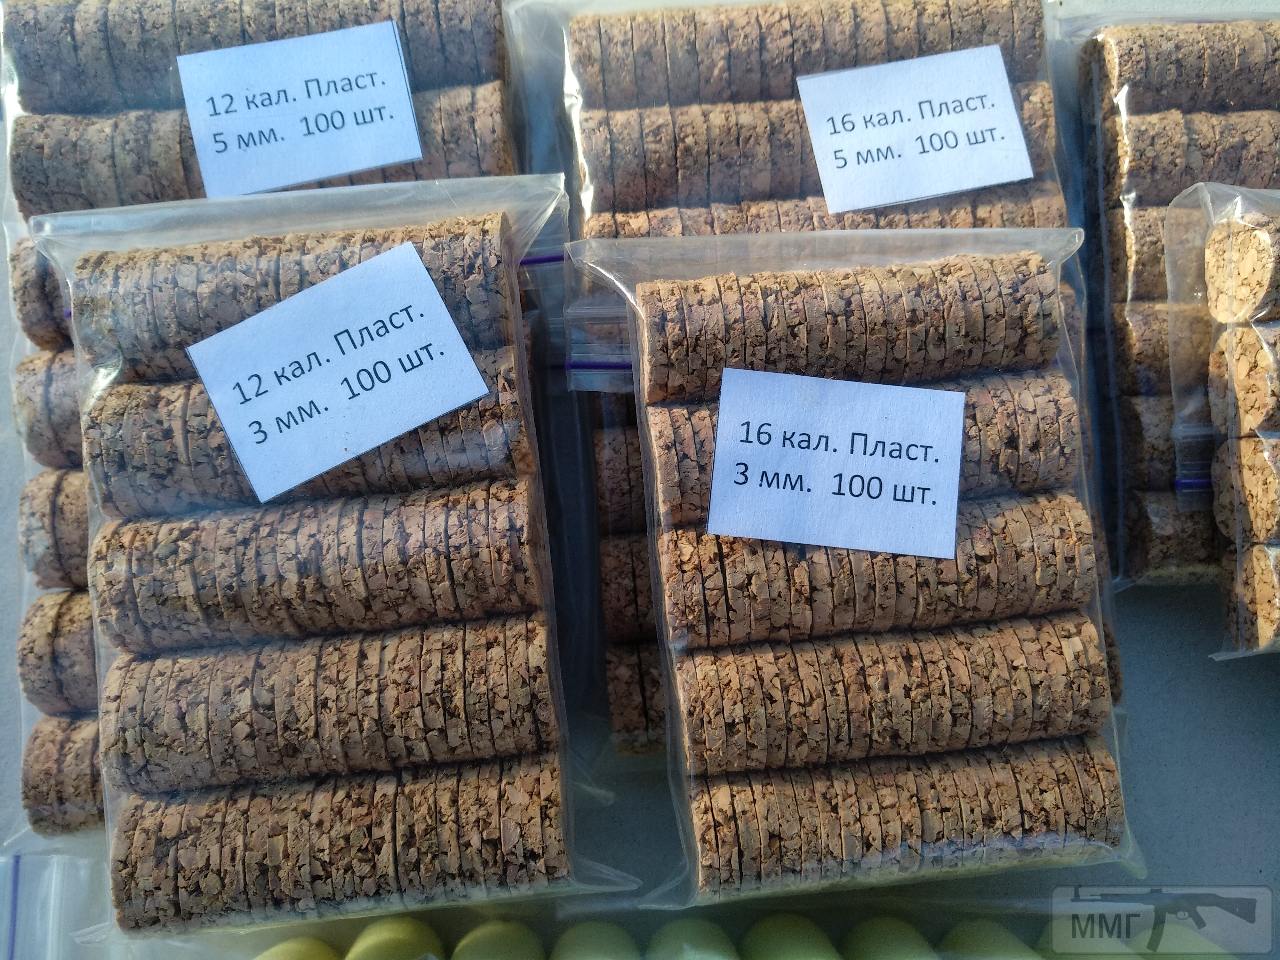 12 кал. Пласт.
5 мм. 100 шт.
16 кал. Пласт.
5 мм. 100 шт.
12 кал. Пласт.
3 мм. 100 шт.
16 кал. Пласт.
3 мм. 100 шт.
ММГ